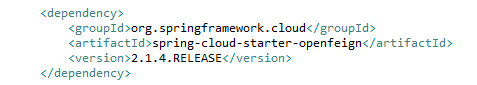 <dependency>
<groupId>org.springframework.cloud</groupId>
<artifactId>spring-cloud-starter-openfeign</artifactId>
<version>2.1.4.RELEASE</version>
</dependency>